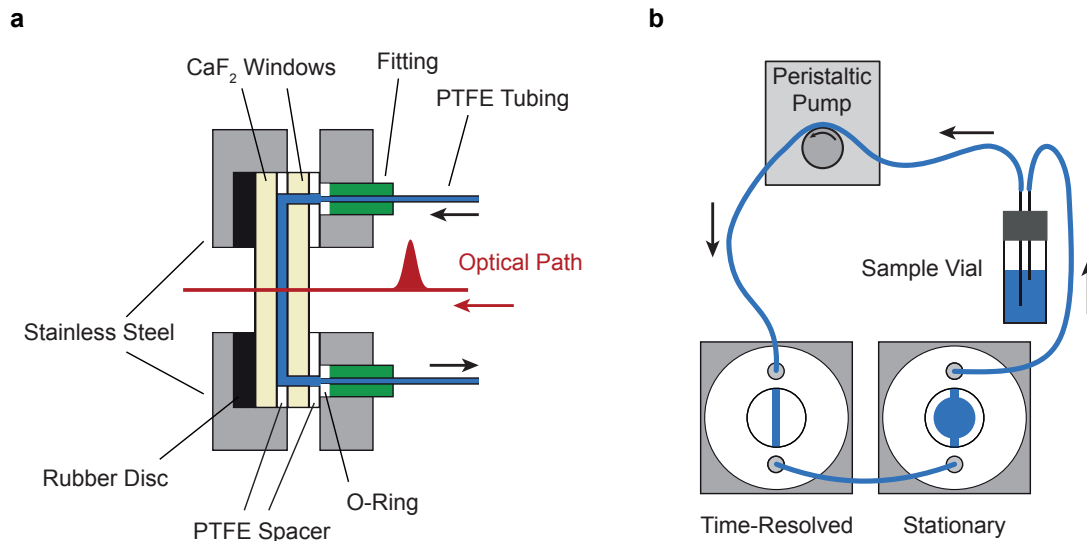 a
CaF₂ Windows
Fitting
PTFE Tubing
Optical Path
Stainless Steel
Rubber Disc
O-Ring
PTFE Spacer
b
Peristaltic
Pump
Sample Vial
Time-Resolved
Stationary